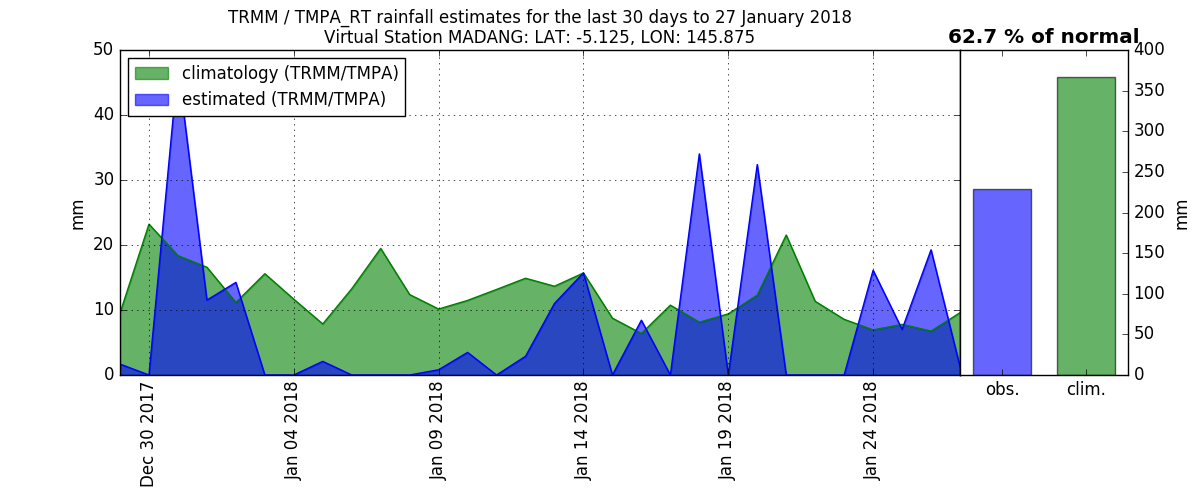 TRMM / TMPA_RT rainfall estimates for the last 30 days to 27 January 2018
Virtual Station MADANG: LAT: -5.125, LON: 145.875
62.7 % of normal
climatology (TRMM/TMPA)
estimated (TRMM/TMPA)
50
40
30
20
10
0
mm
Dec 30 2017
Jan 04 2018
Jan 09 2018
Jan 14 2018
Jan 19 2018
Jan 24 2018
400
350
300
250
200
150
100
50
0
mm
obs.
clim.